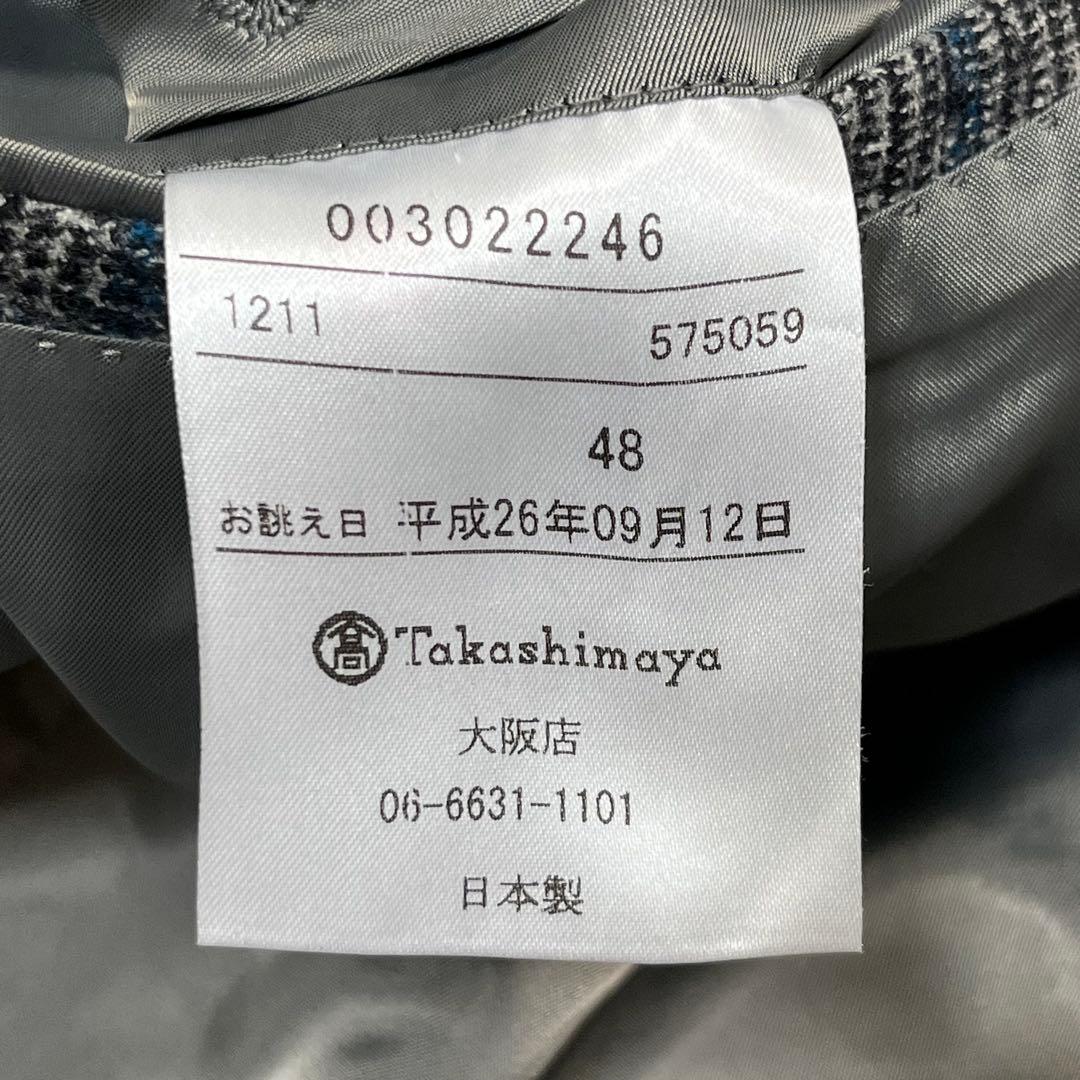 003022246
1211 575059
48
お誂え日 平成26年09月12日
髙 Takashimaya
大阪店
06-6631-1101
日本製